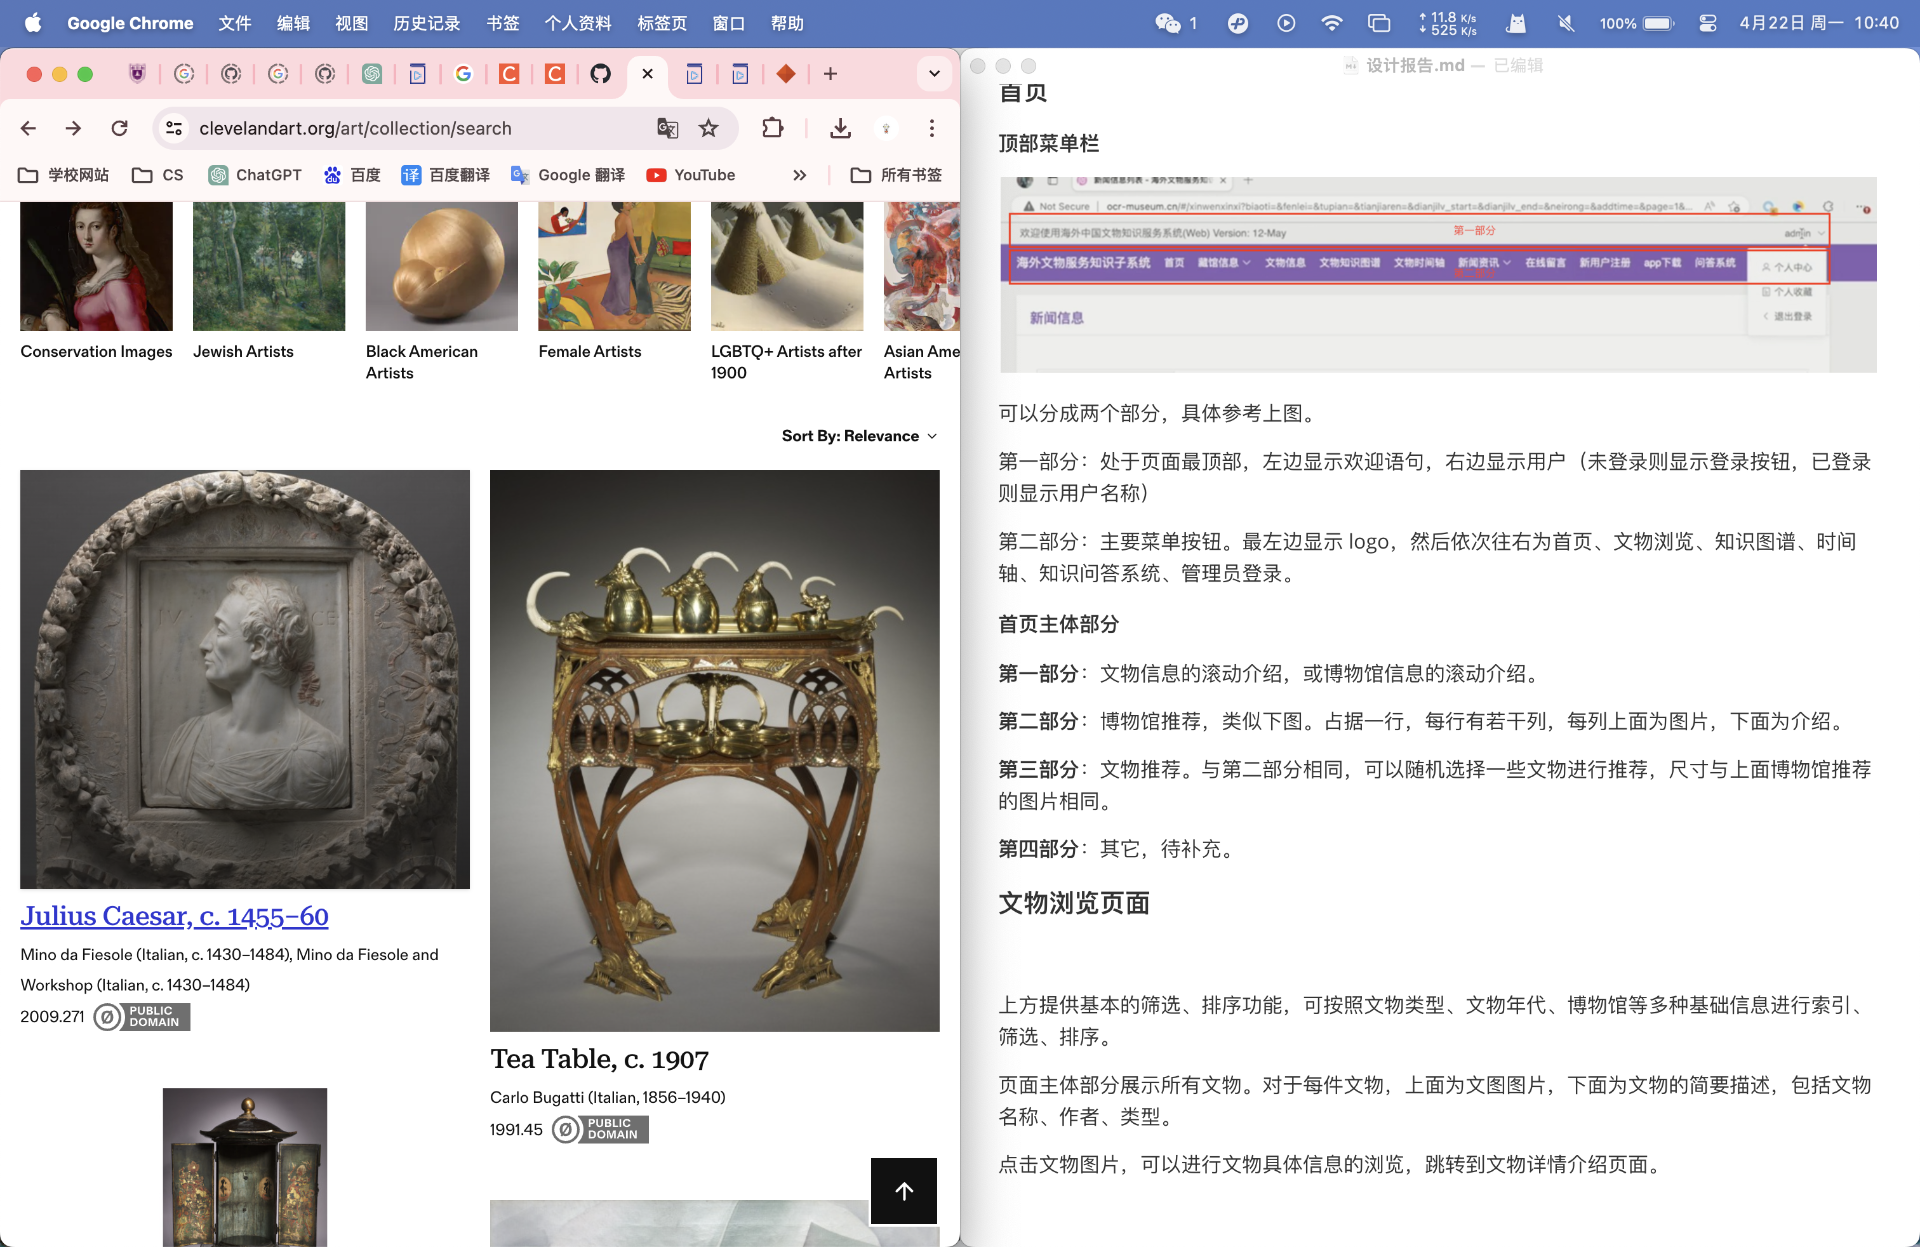 Google Chrome 文件 编辑 视图 历史记录 书签 个人资料 标签页 窗口 帮助
1 11.8 K/s 525 K/s 100% 4月22日 周一 10:40
clevandart.org/art/collection/search
学校网站 CS ChatGPT 百度 百度翻译 Google 翻译 YouTube 所有书签
Conservation Images
Jewish Artists
Black American
Artists
Female Artists
LGBTQ+ Artists after
1900
Asian Ame
Artists
Sort By: Relevance
Julius Caesar, c. 1455–60
Mino da Fiesole (Italian, c. 1430–1484), Mino da Fiesole and
Workshop (Italian, c. 1430–1484)
2009.271 PUBLIC DOMAIN
Tea Table, c. 1907
Carlo Bugatti (Italian, 1856–1940)
1991.45 PUBLIC DOMAIN
设计报告.md — 已编辑
首页
顶部菜单栏
新闻信息列表 - 海外文物服务知
Not Secure ocr-museum.cn/#/xinwenxinxi?biaoti=&fenlei=&tupian=&tianjiaren=&dianjilv_start=&dianjilv_end=&neirong=&addtime=&page=1&...
欢迎使用海外中国文物知识服务系统(Web) Version: 12-May 第一部分 admin
海外文物服务知识子系统 首页 藏馆信息 文物信息 文物知识图谱 文物时间轴 新闻资讯 在线留言 新用户注册 app下载 问答系统
个人中心
个人收藏
退出登录
新闻信息
可以分成两个部分，具体参考上图。
第一部分：处于页面最顶部，左边显示欢迎语句，右边显示用户（未登录则显示登录按钮，已登录
则显示用户名称）
第二部分：主要菜单按钮。最左边显示 logo，然后依次往右为首页、文物浏览、知识图谱、时间
轴、知识问答系统、管理员登录。
首页主体部分
第一部分：文物信息的滚动介绍，或博物馆信息的滚动介绍。
第二部分：博物馆推荐，类似下图。占据一行，每行有若干列，每列上面为图片，下面为介绍。
第三部分：文物推荐。与第二部分相同，可以随机选择一些文物进行推荐，尺寸与上面博物馆推荐
的图片相同。
第四部分：其它，待补充。
文物浏览页面
上方提供基本的筛选、排序功能，可按照文物类型、文物年代、博物馆等多种基础信息进行索引、
筛选、排序。
页面主体部分展示所有文物。对于每件文物，上面为文图图片，下面为文物的简要描述，包括文物
名称、作者、类型。
点击文物图片，可以进行文物具体信息的浏览，跳转到文物详情介绍页面。